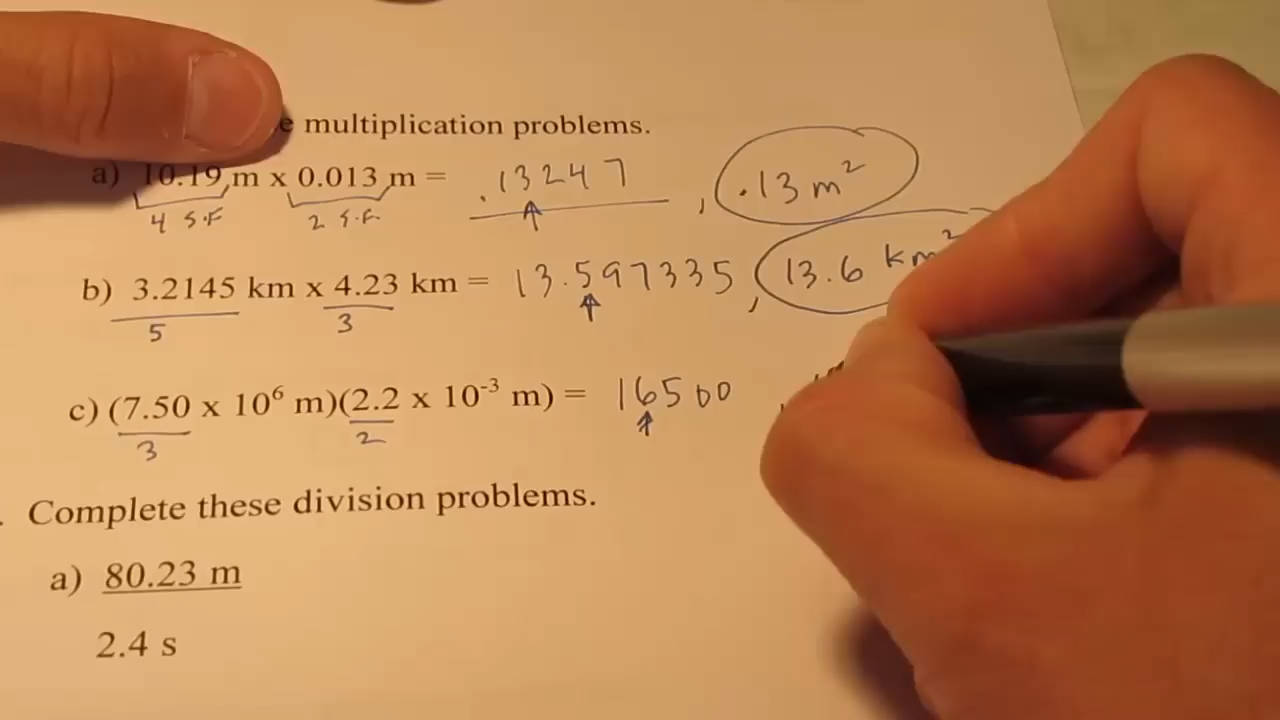 multiplication problems.
a) 10.19 m x 0.013 m = .13247 , .13 m²
4 S.F 2 S.F.
b) 3.2145 km x 4.23 km = 13.597335 , 13.6 km²
5 3
c) (7.50 x 10⁶ m)(2.2 x 10⁻³ m) = 16500
3 2
. Complete these division problems.
a) 80.23 m
2.4 s